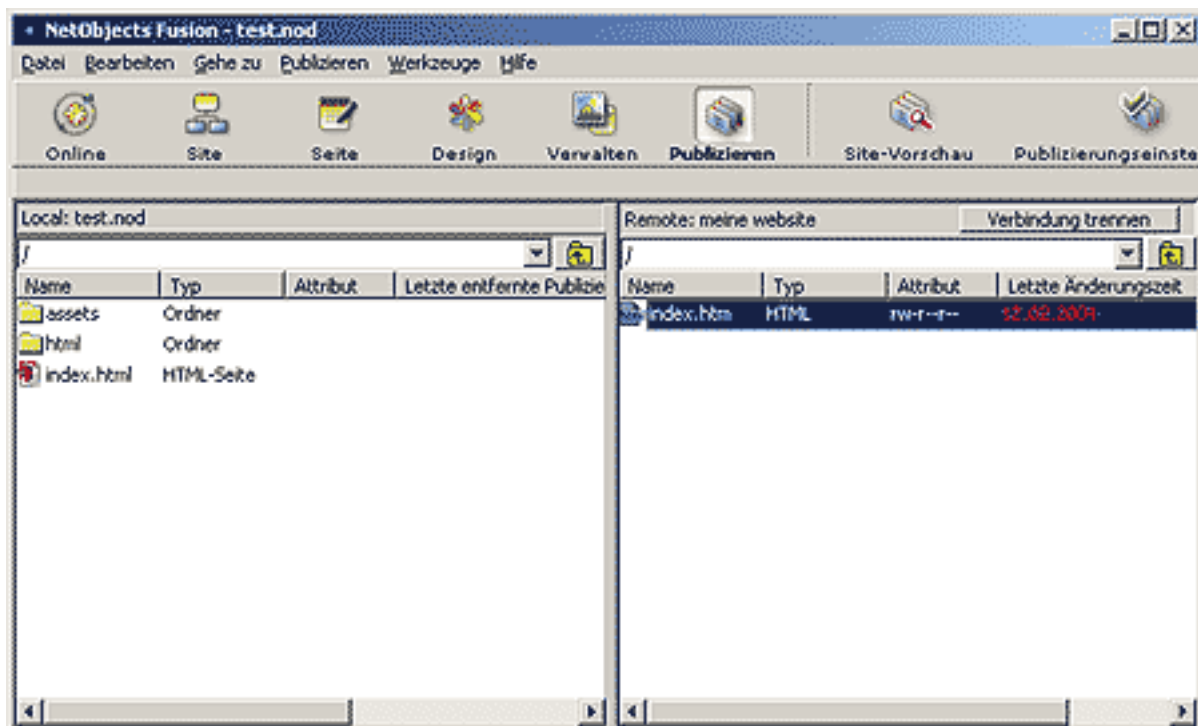 NetObjects Fusion - test.nod
Datei Bearbeiten Gehe zu Publizieren Werkzeuge Hilfe
Online Site Seite Design Verwalten Publizieren Site-Vorschau Publizierungseinste
Local: test.nod Remote: meine website Verbindung trennen
/ /
Name Typ Attribut Letzte entfernte Publizie Name Typ Attribut Letzte Änderungszeit
assets Ordner index.htm HTML rw-r--r--
html Ordner
index.html HTML-Seite